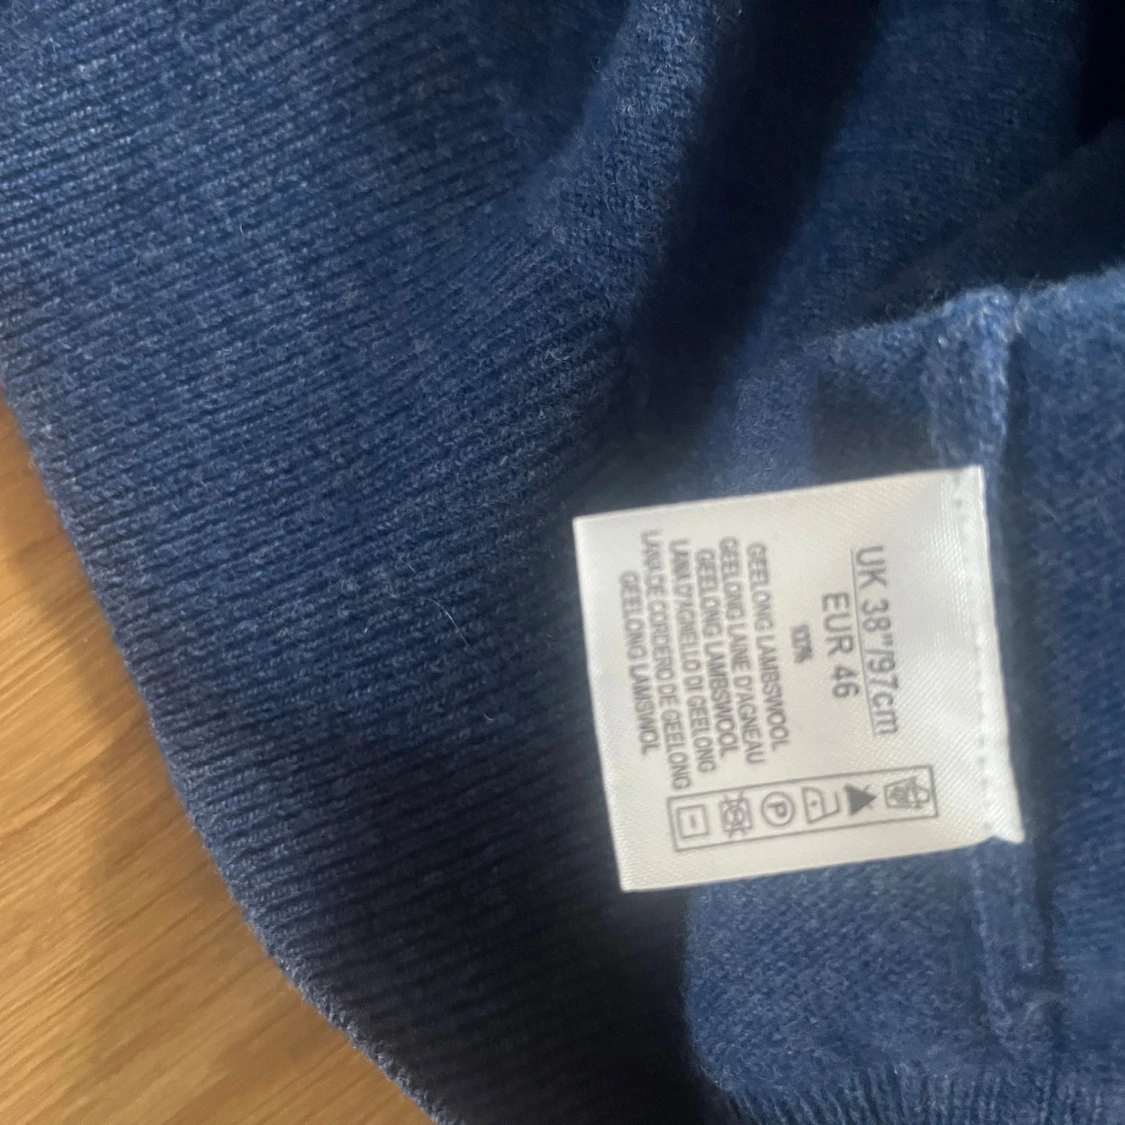 UK 38"/97cm
EUR 46
100%
GEELONG LAMBSWOOL
GEELONG LAINE D'AGNEAU
GEELONG LAMBSWOOL
LANA D'AGNELLO DI GEELONG
LANA DE CORDERO DE GEELONG
GEELONG LAMSWOL
P